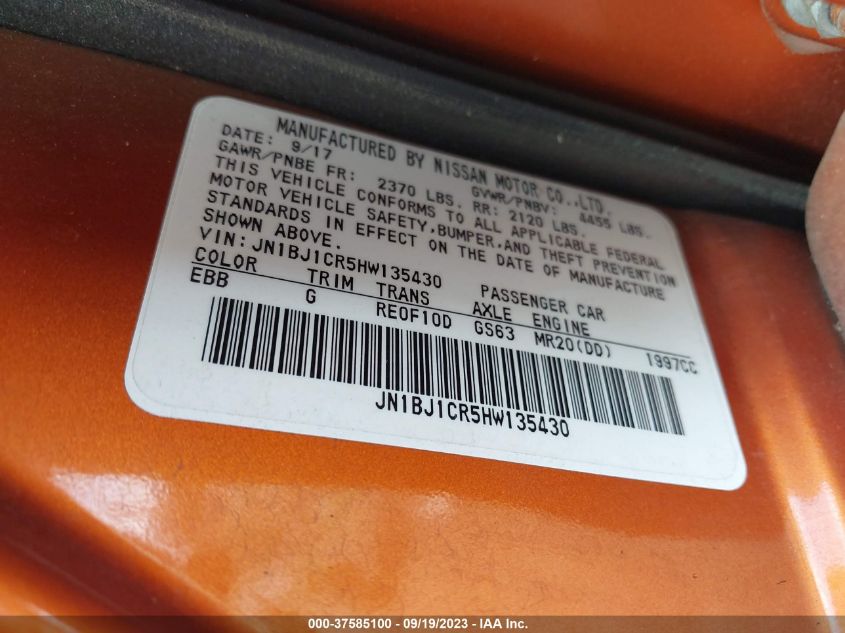 MANUFACTURED BY NISSAN MOTOR CO.,LTD.
DATE: 9/17 GVWR/PNBV: 4455 LBS.
GAWR/PNBE FR: 2370 LBS. RR: 2120 LBS.
THIS VEHICLE CONFORMS TO ALL APPLICABLE FEDERAL
MOTOR VEHICLE SAFETY,BUMPER,AND THEFT PREVENTION
STANDARDS IN EFFECT ON THE DATE OF MANUFACTURE
SHOWN ABOVE.
VIN: JN1BJ1CR5HW135430 PASSENGER CAR
COLOR TRIM TRANS AXLE ENGINE
EBB G RE0F10D GS63 MR20(DD) 1997CC
JN1BJ1CR5HW135430
000-37585100 - 09/19/2023 - IAA Inc.